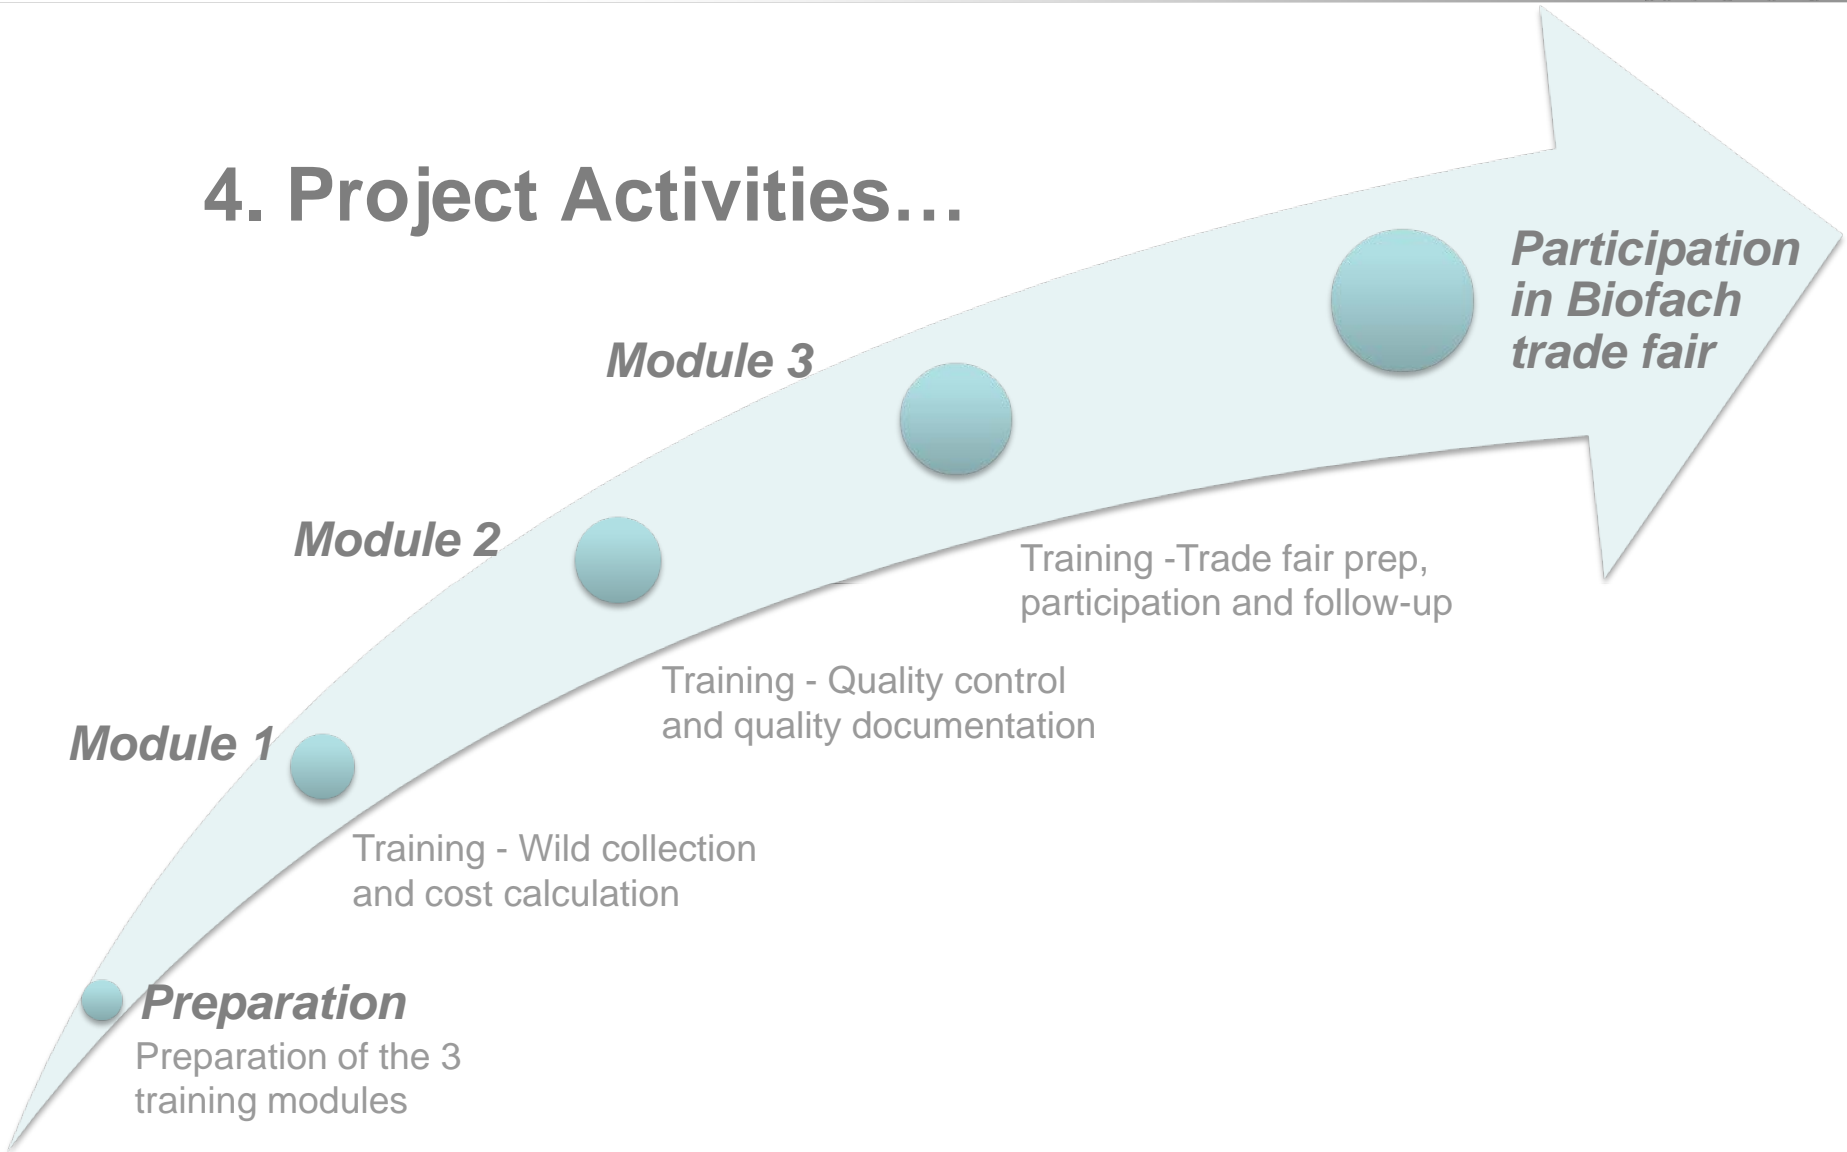 4. Project Activities…
Participation
in Biofach
trade fair
Module 3
Training -Trade fair prep,
participation and follow-up
Module 2
Training - Quality control
and quality documentation
Module 1
Training - Wild collection
and cost calculation
Preparation
Preparation of the 3
training modules